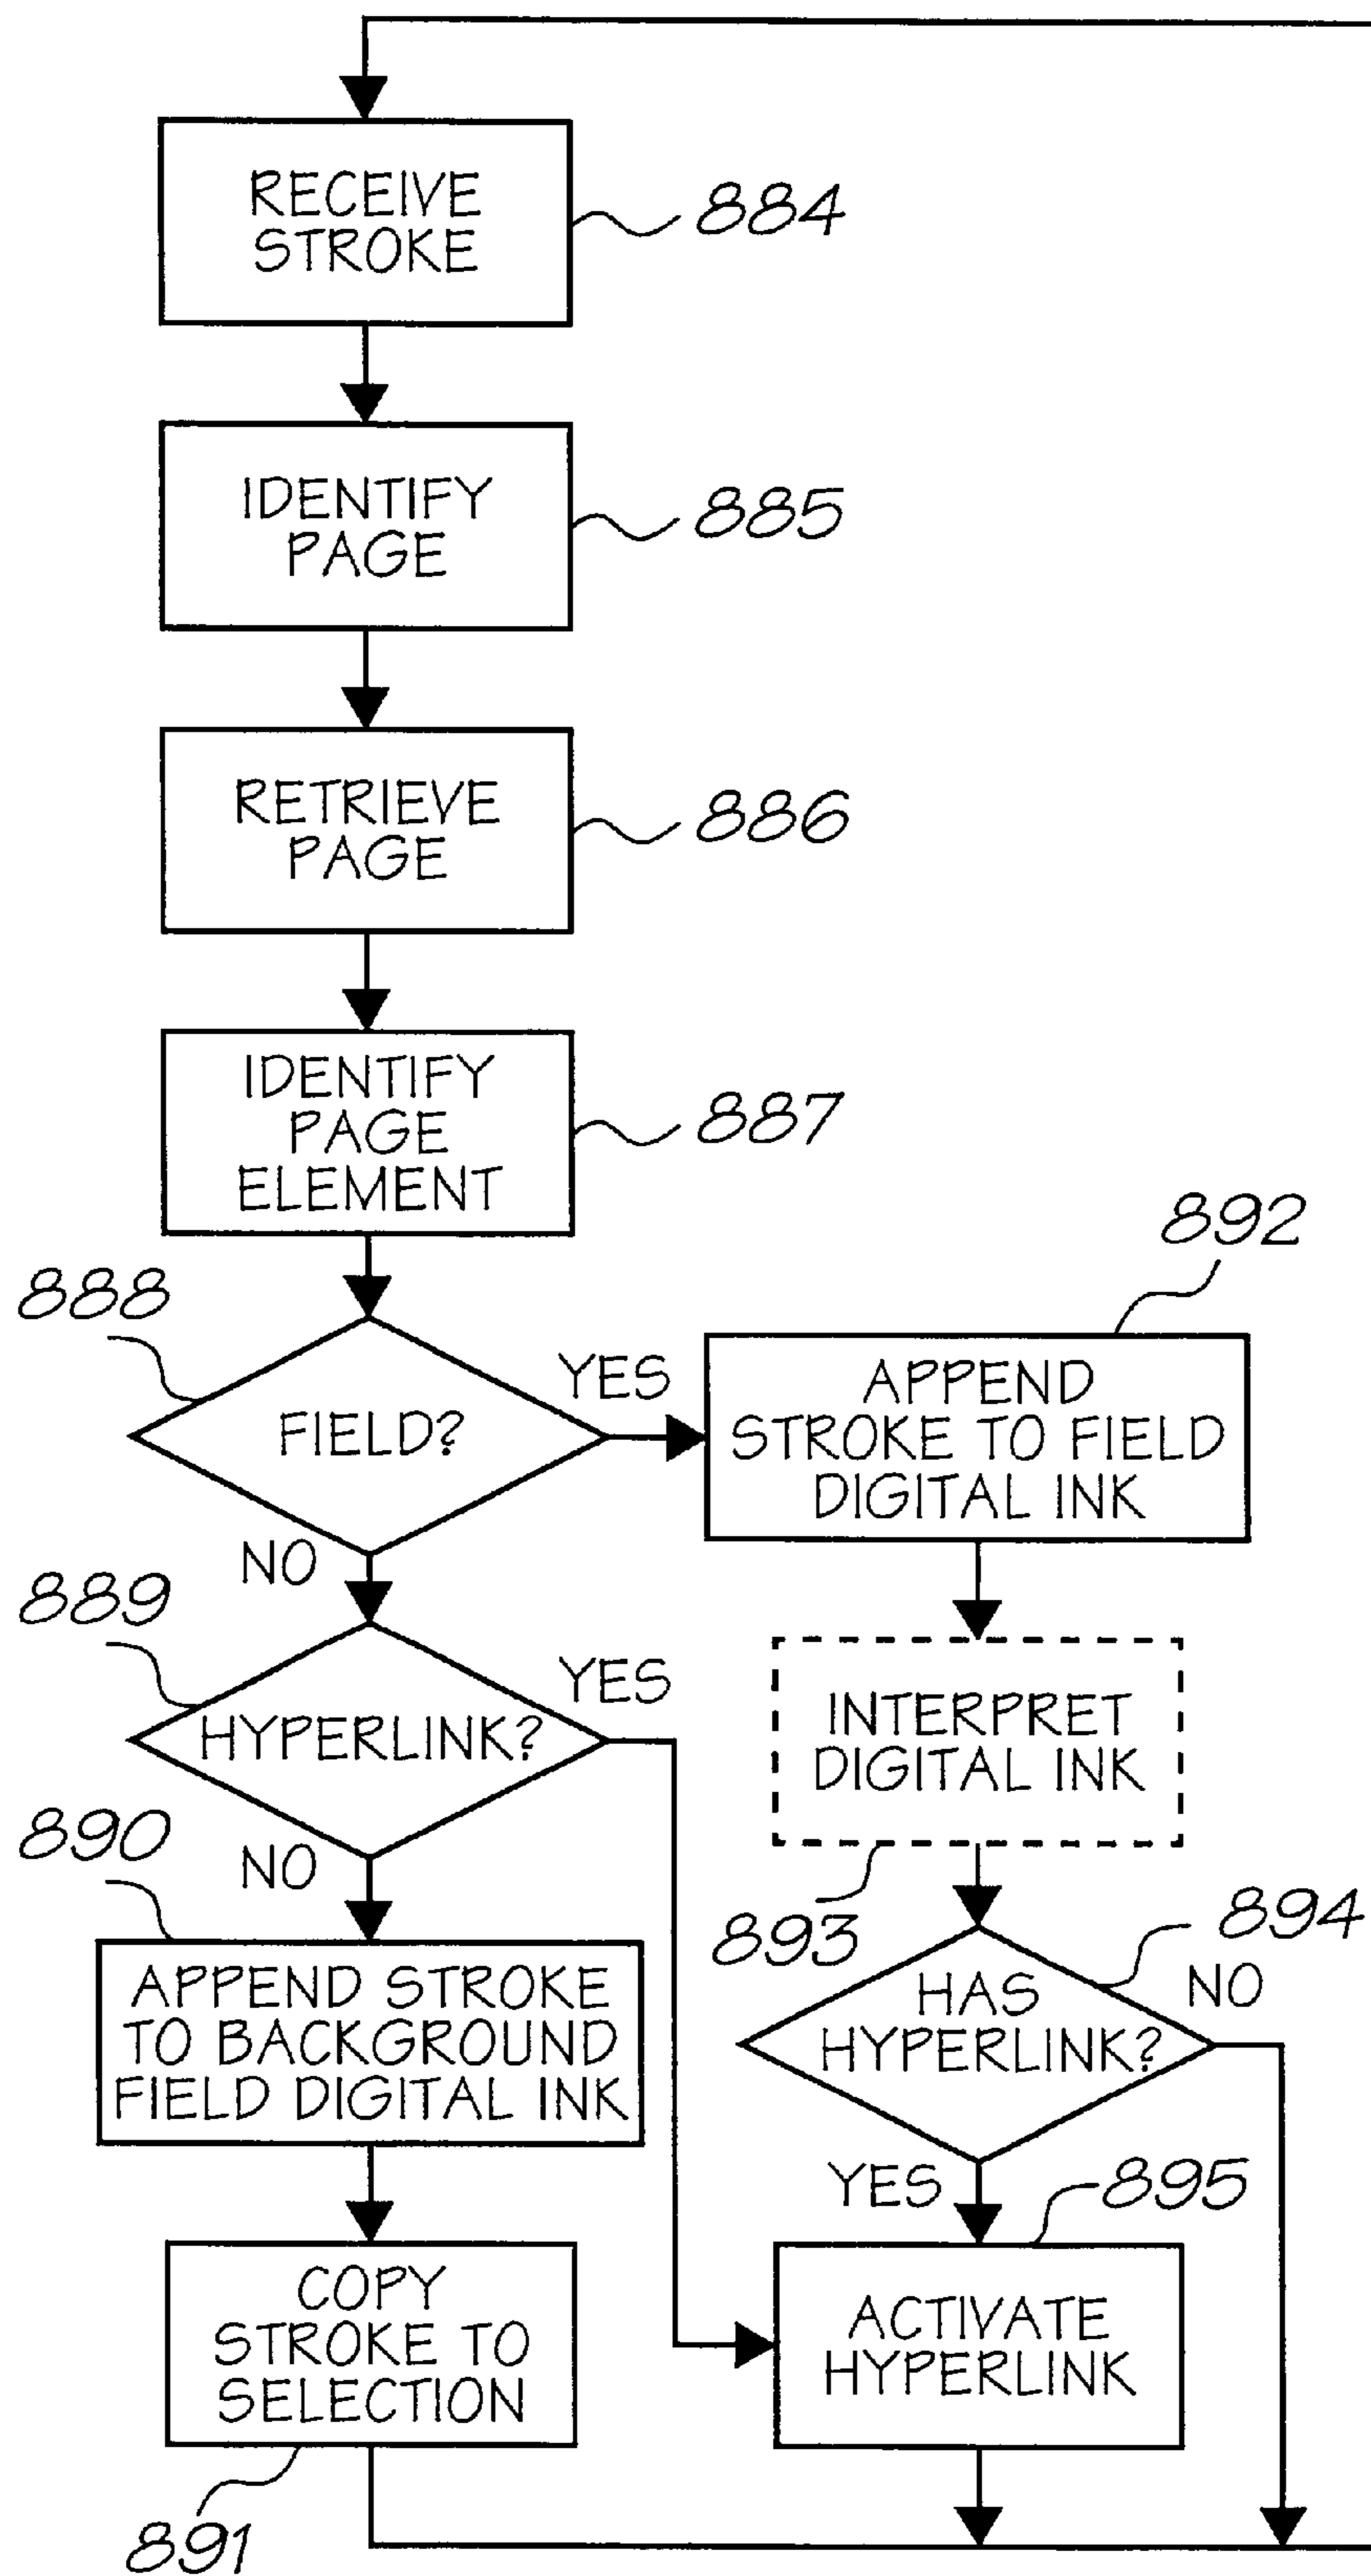 RECEIVE
STROKE
884
IDENTIFY
PAGE
885
RETRIEVE
PAGE
886
IDENTIFY
PAGE
ELEMENT
887
888
FIELD?
YES
NO
892
APPEND
STROKE TO FIELD
DIGITAL INK
889
HYPERLINK?
YES
NO
INTERPRET
DIGITAL INK
893
890
APPEND STROKE
TO BACKGROUND
FIELD DIGITAL INK
894
HAS
HYPERLINK?
NO
YES
895
COPY
STROKE TO
SELECTION
891
ACTIVATE
HYPERLINK